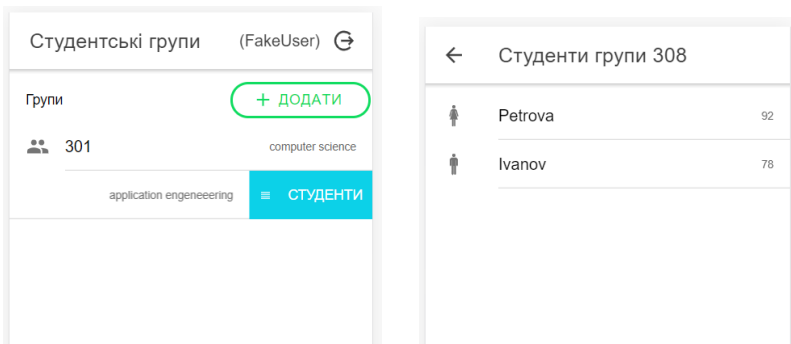 Студентські групи (FakeUser)
Групи + ДОДАТИ
301 computer science
application engeneeering СТУДЕНТИ
Студенти групи 308
Petrova 92
Ivanov 78